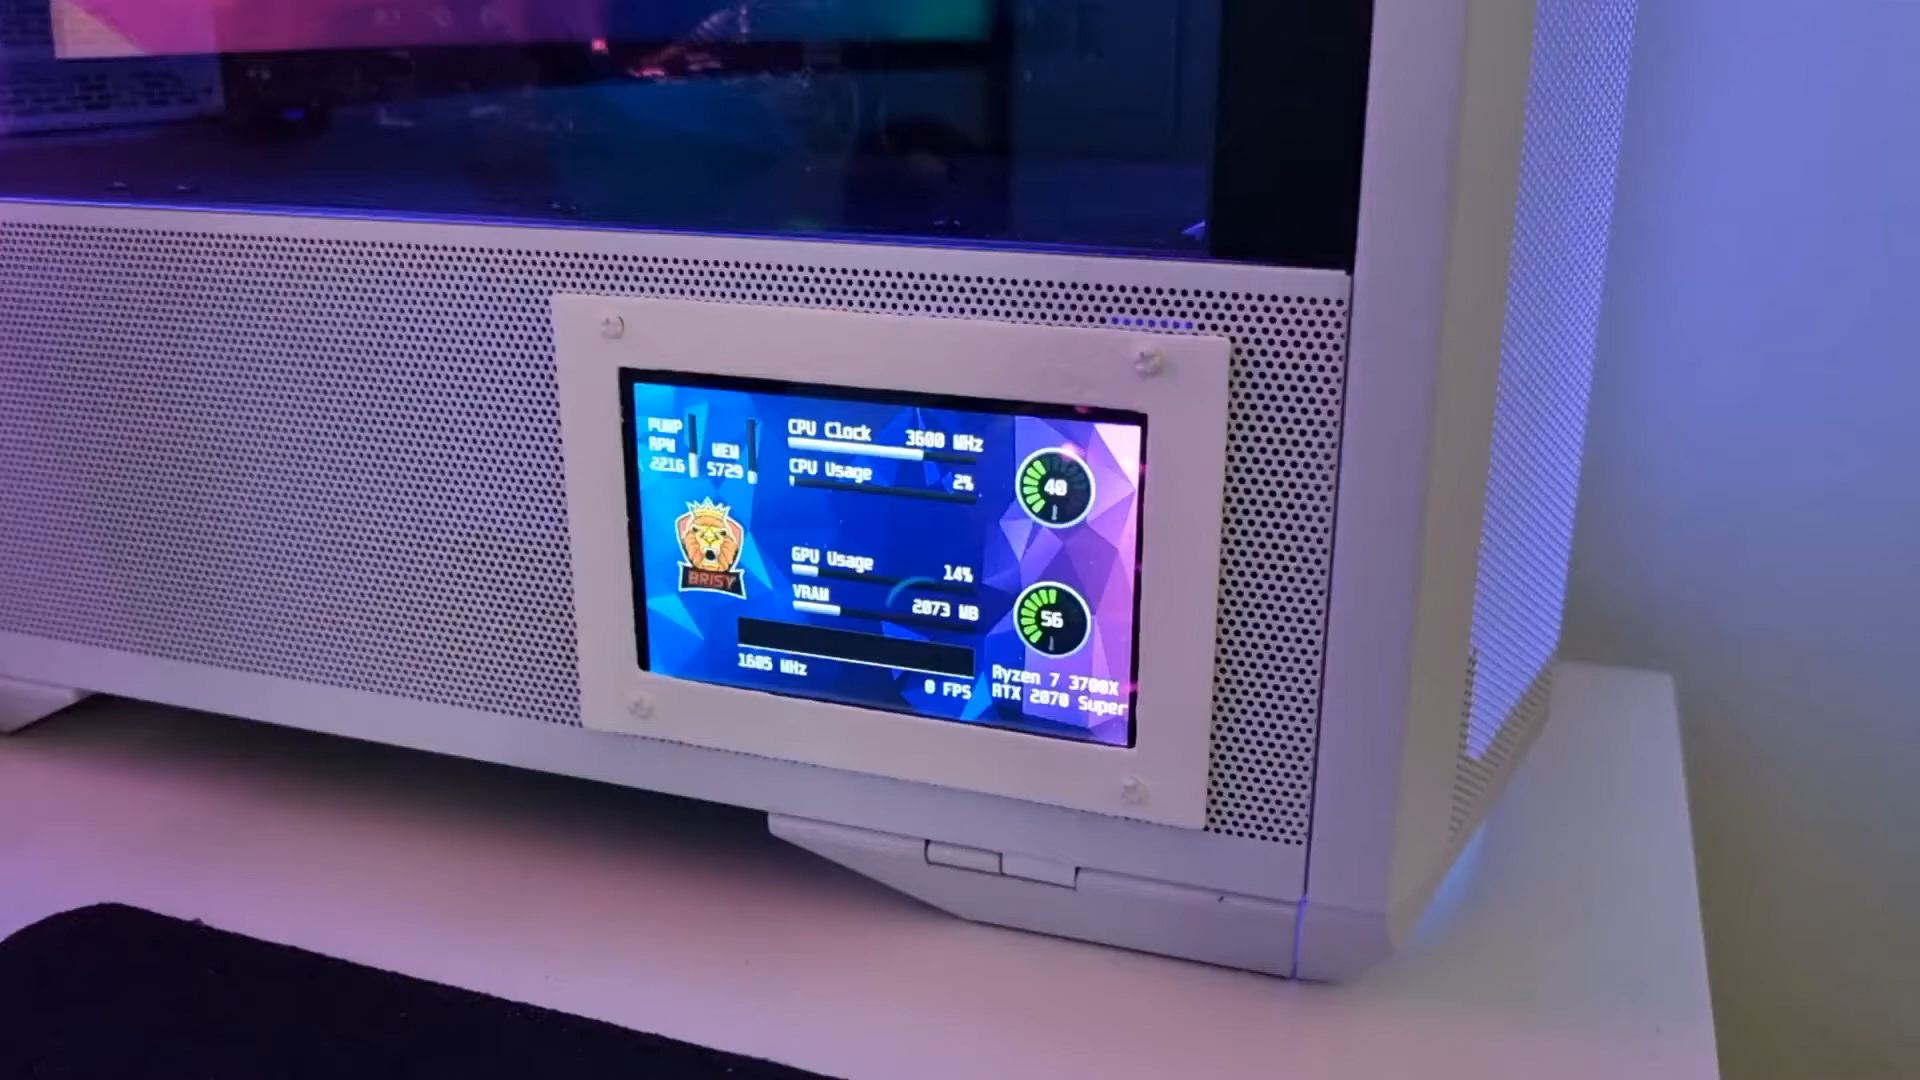 PUMP
RPM
2216
MEM
5729
CPU Clock 3600 MHz
CPU Usage 2%
40
BRISY
GPU Usage 14%
VRAM 2073 MB
56
1605 MHz
0 FPS
Ryzen 7 3700X
RTX 2070 Super